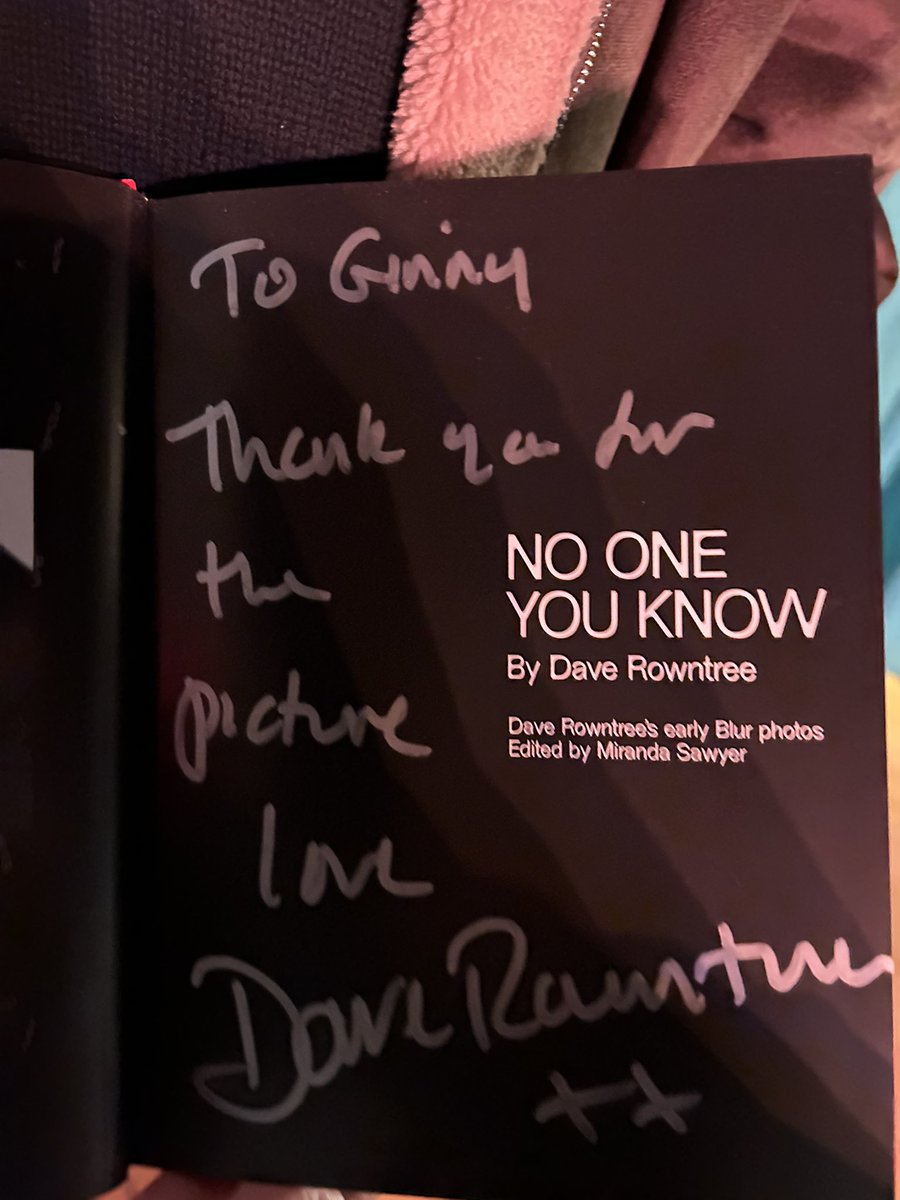 To Ginny
Thank you for
the
picture
love
Dave Rowntree
xx
NO ONE
YOU KNOW
By Dave Rowntree
Dave Rowntree's early Blur photos
Edited by Miranda Sawyer